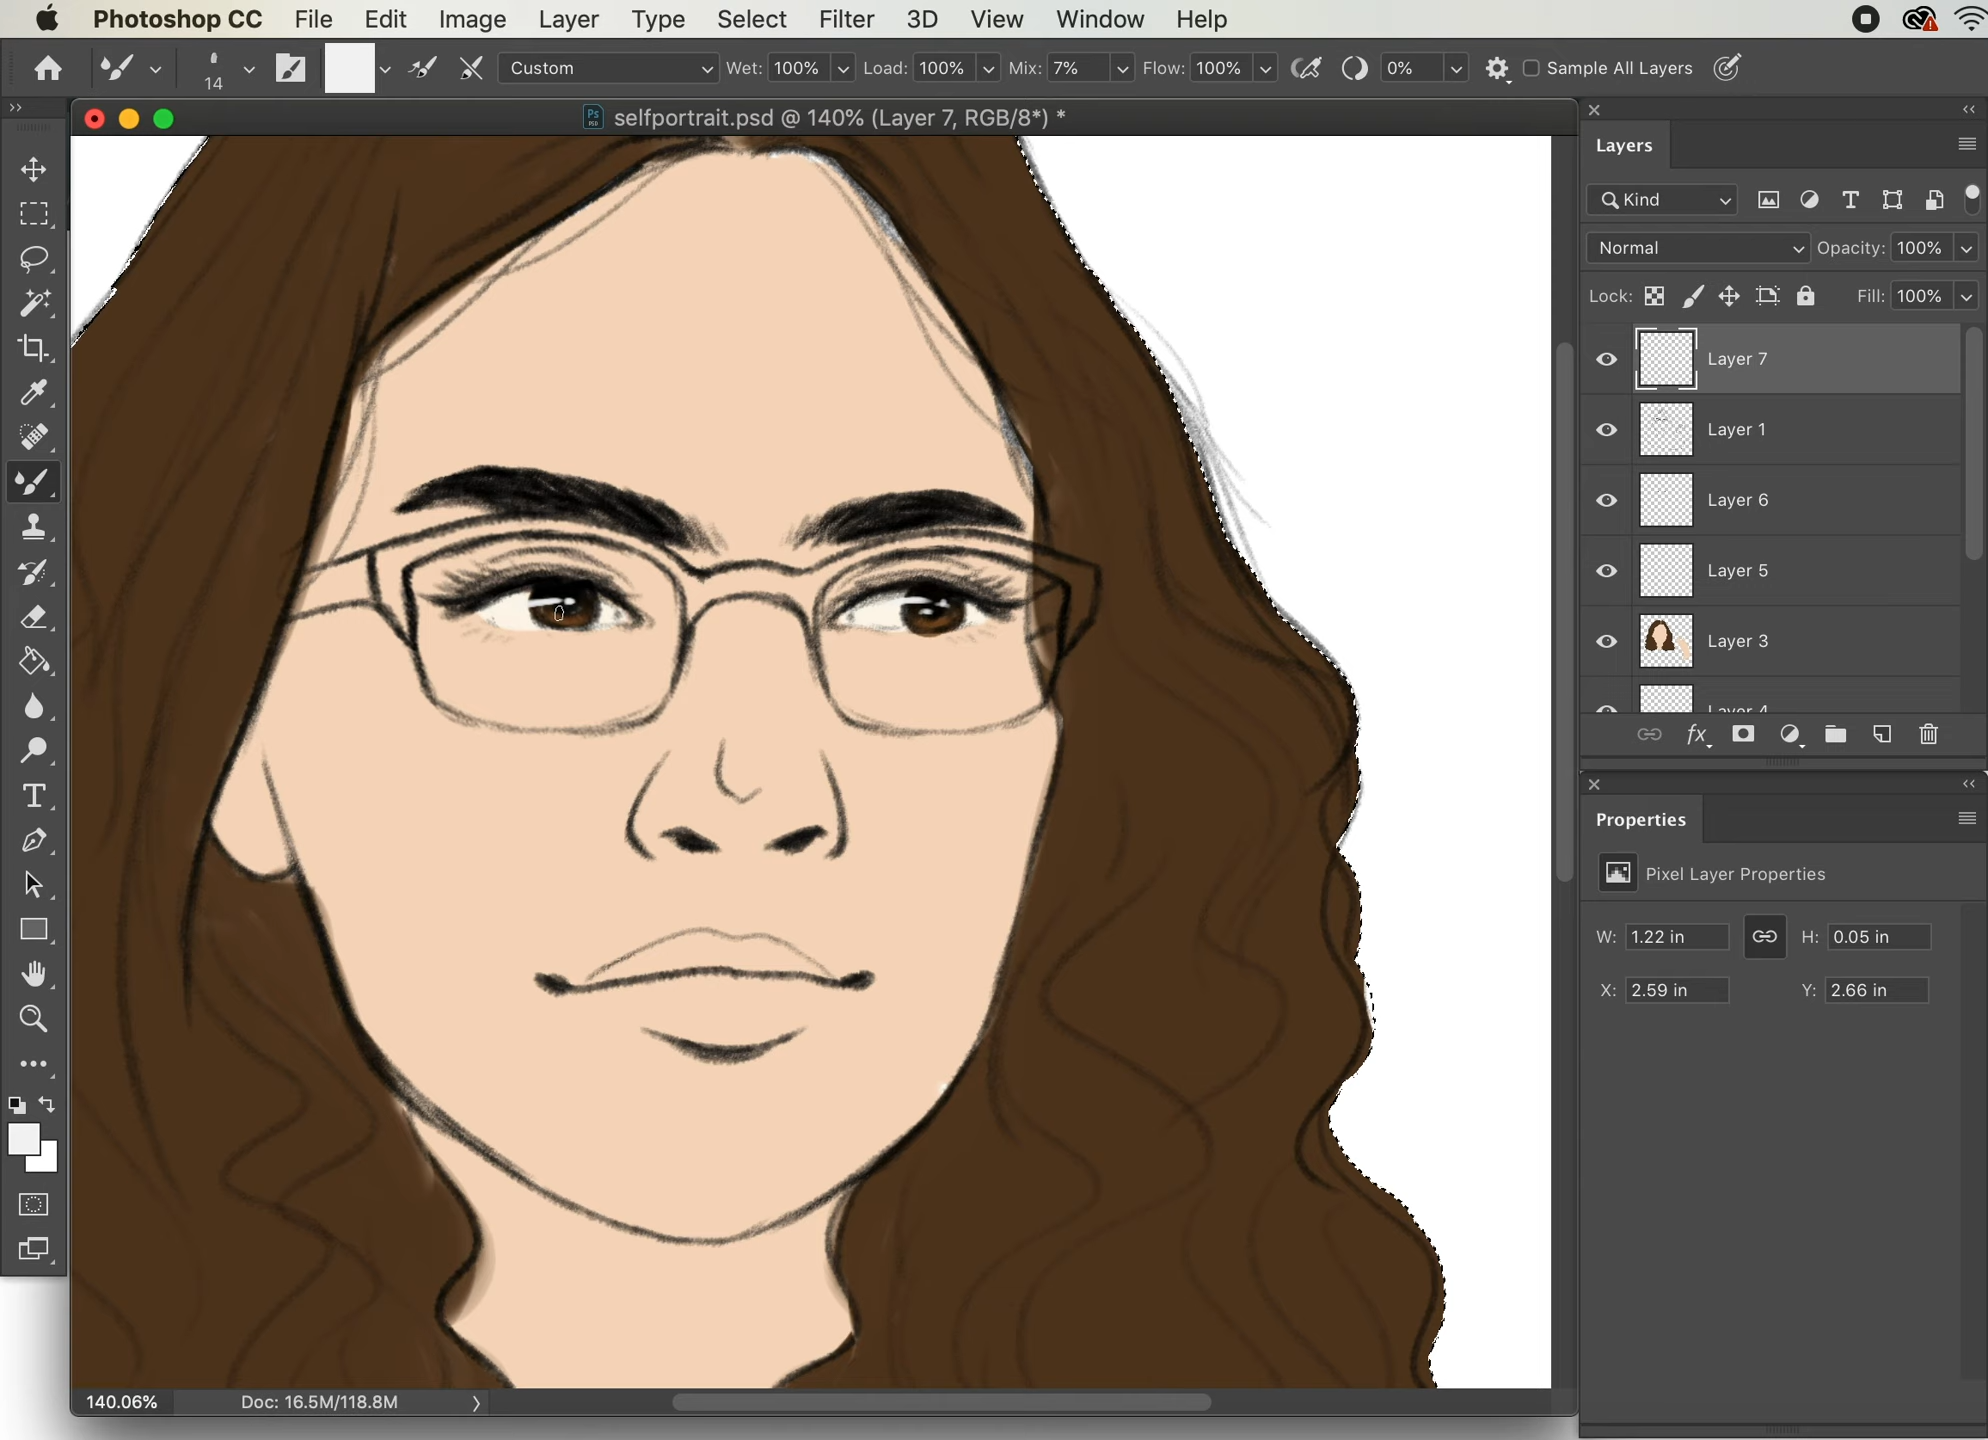 Photoshop CC File Edit Image Layer Type Select Filter 3D View Window Help
14 Custom Wet: 100% Load: 100% Mix: 7% Flow: 100% 0% Sample All Layers
selfportrait.psd @ 140% (Layer 7, RGB/8*) *
Layers
Kind
Normal Opacity: 100%
Lock: Fill: 100%
Layer 7
Layer 1
Layer 6
Layer 5
Layer 3
Layer 4
Properties
Pixel Layer Properties
W: 1.22 in H: 0.05 in
X: 2.59 in Y: 2.66 in
140.06% Doc: 16.5M/118.8M